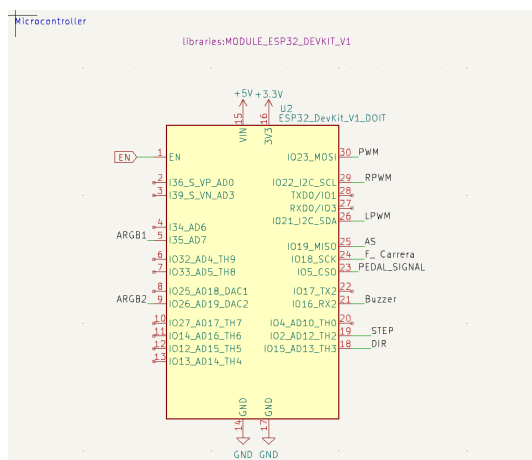 Microcontroller
libraries:MODULE_ESP32_DEVKIT_V1
+5V +3.3V
U2
ESP32_DevKit_V1_DOIT
15 16
VIN 3V3
EN 1 EN IO23_MOSI 30 PWM
2 I36_S_VP_AD0 IO22_I2C_SCL 29 RPWM
3 I39_S_VN_AD3 TXD0/IO1 28
RXD0/IO3 27
4 I34_AD6 IO21_I2C_SDA 26 LPWM
ARGB1 5 I35_AD7
IO19_MISO 25 AS
6 IO32_AD4_TH9 IO18_SCK 24 F_ Carrera
7 IO33_AD5_TH8 IO5_CSO 23 PEDAL_SIGNAL
8 IO25_AD18_DAC1 IO17_TX2 22
ARGB2 9 IO26_AD19_DAC2 IO16_RX2 21 Buzzer
10 IO27_AD17_TH7 IO4_AD10_TH0 20
11 IO14_AD16_TH6 IO2_AD12_TH2 19 STEP
12 IO12_AD15_TH5 IO15_AD13_TH3 18 DIR
13 IO13_AD14_TH4
GND GND
14 17
GND GND